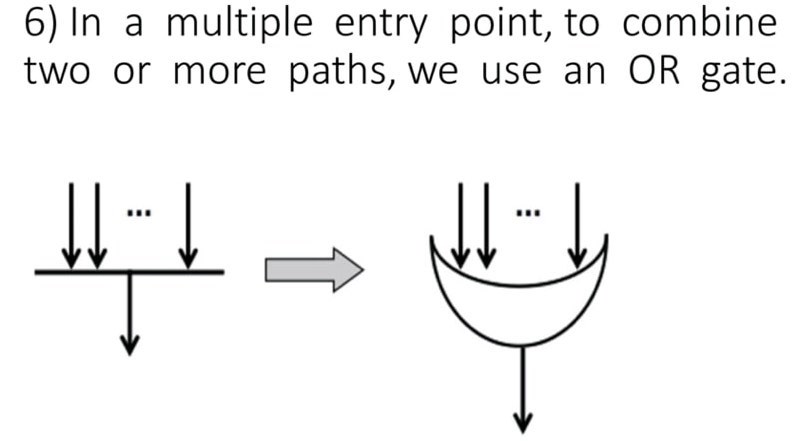 6) In a multiple entry point, to combine
two or more paths, we use an OR gate.
... ...